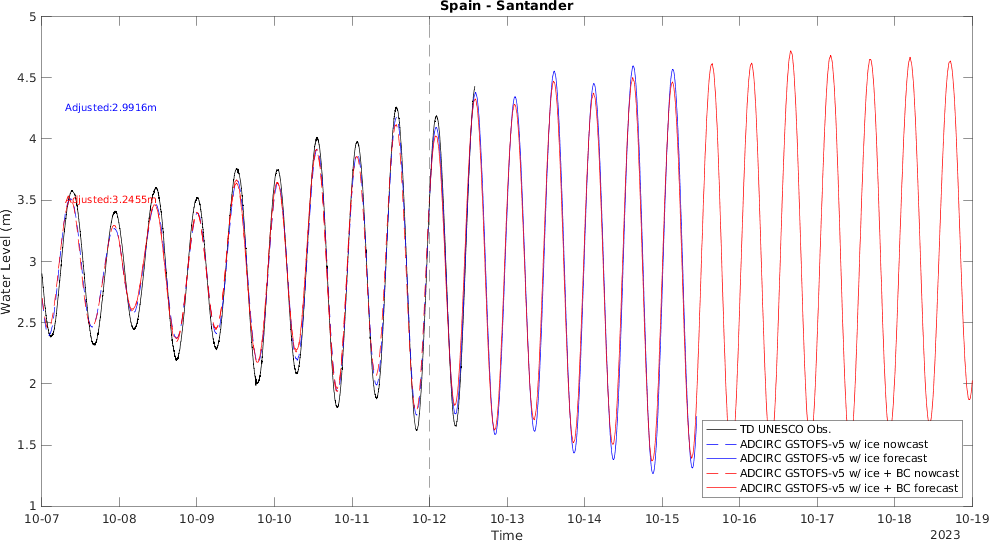 Spain - Santander
5
4.5
4
3.5
3
2.5
2
1.5
1
Water Level (m)
Adjusted:2.9916m
Adjusted:3.2455m
TD UNESCO Obs.
ADCIRC GSTOFS-v5 w/ ice nowcast
ADCIRC GSTOFS-v5 w/ ice forecast
ADCIRC GSTOFS-v5 w/ ice + BC nowcast
ADCIRC GSTOFS-v5 w/ ice + BC forecast
10-07 10-08 10-09 10-10 10-11 10-12 10-13 10-14 10-15 10-16 10-17 10-18 10-19
Time
2023